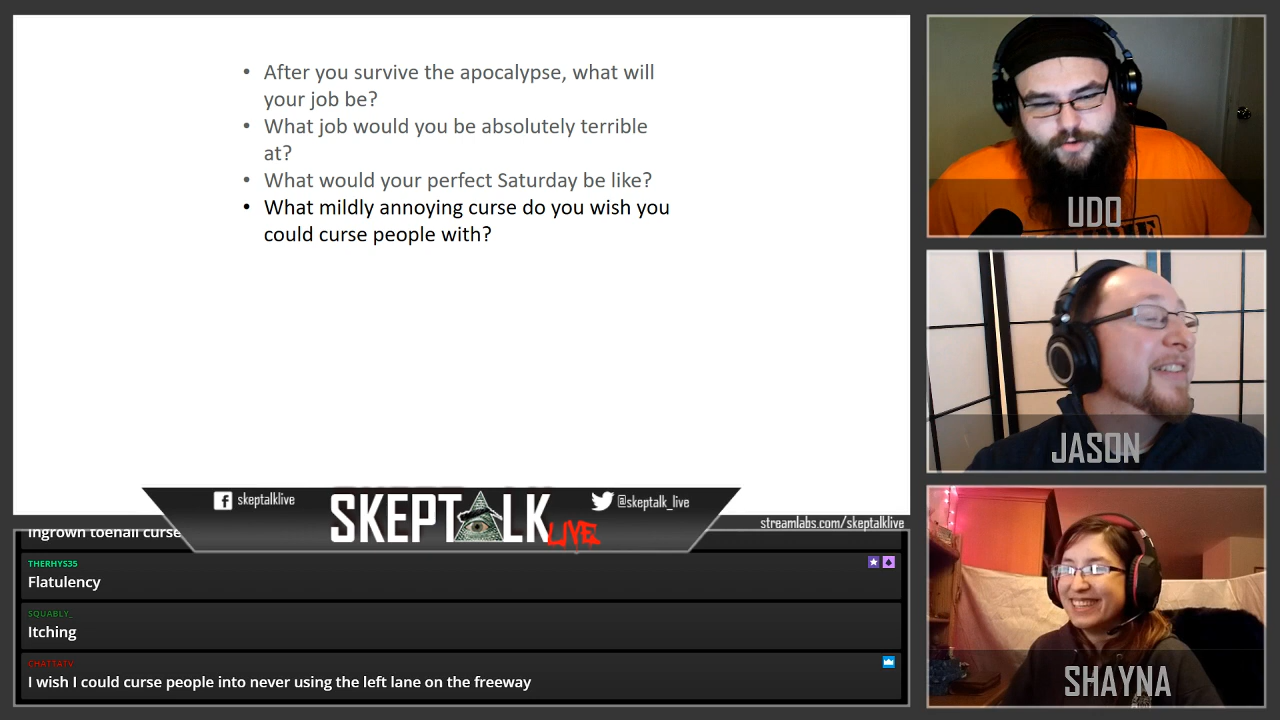 • After you survive the apocalypse, what will
your job be?
• What job would you be absolutely terrible
at?
• What would your perfect Saturday be like?
• What mildly annoying curse do you wish you
could curse people with?
UDO
JASON
SHAYNA
skeptalklive
SKEPTALK
LIVE
@skeptalk_live
streamlabs.com/skeptalklive
Ingrown toenail curse
THERHYS35
Flatulency
SQUABLY_
Itching
CHATTATV
I wish I could curse people into never using the left lane on the freeway